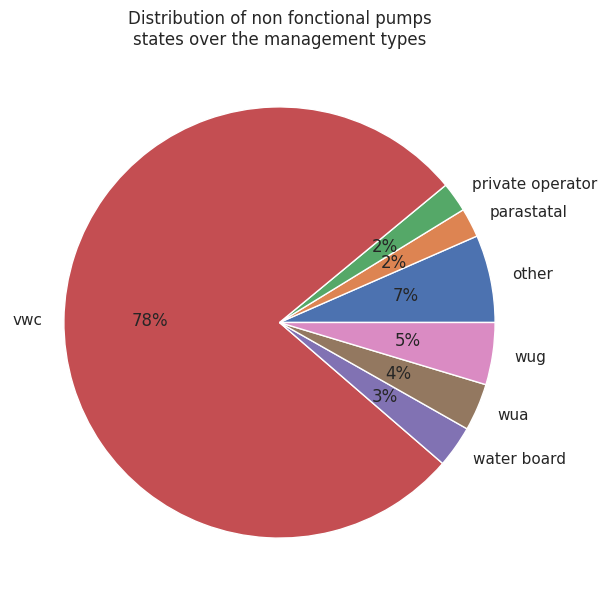 Distribution of non fonctional pumps
states over the management types
private operator
parastatal
other
2%
2%
7%
vwc
78%
5%
wug
4%
wua
3%
water board